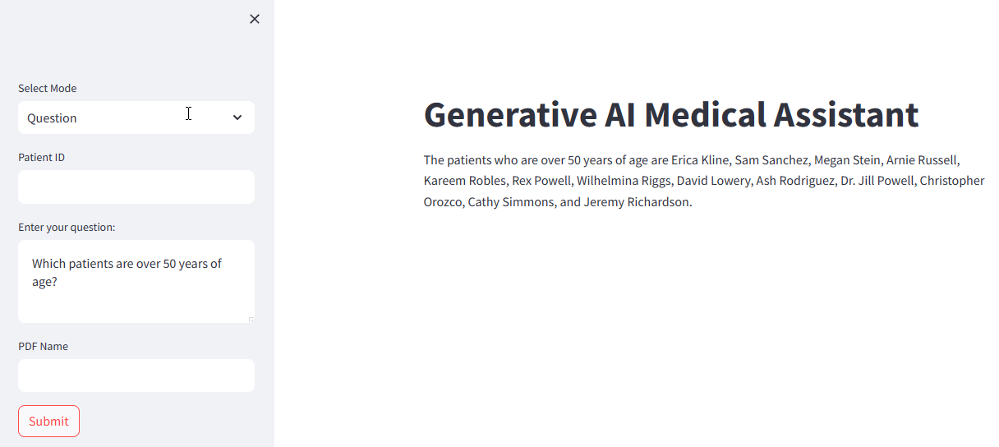 Select Mode
Question
Patient ID
Enter your question:
Which patients are over 50 years of
age?
PDF Name
Submit
Generative AI Medical Assistant
The patients who are over 50 years of age are Erica Kline, Sam Sanchez, Megan Stein, Arnie Russell,
Kareem Robles, Rex Powell, Wilhelmina Riggs, David Lowery, Ash Rodriguez, Dr. Jill Powell, Christopher
Orozco, Cathy Simmons, and Jeremy Richardson.